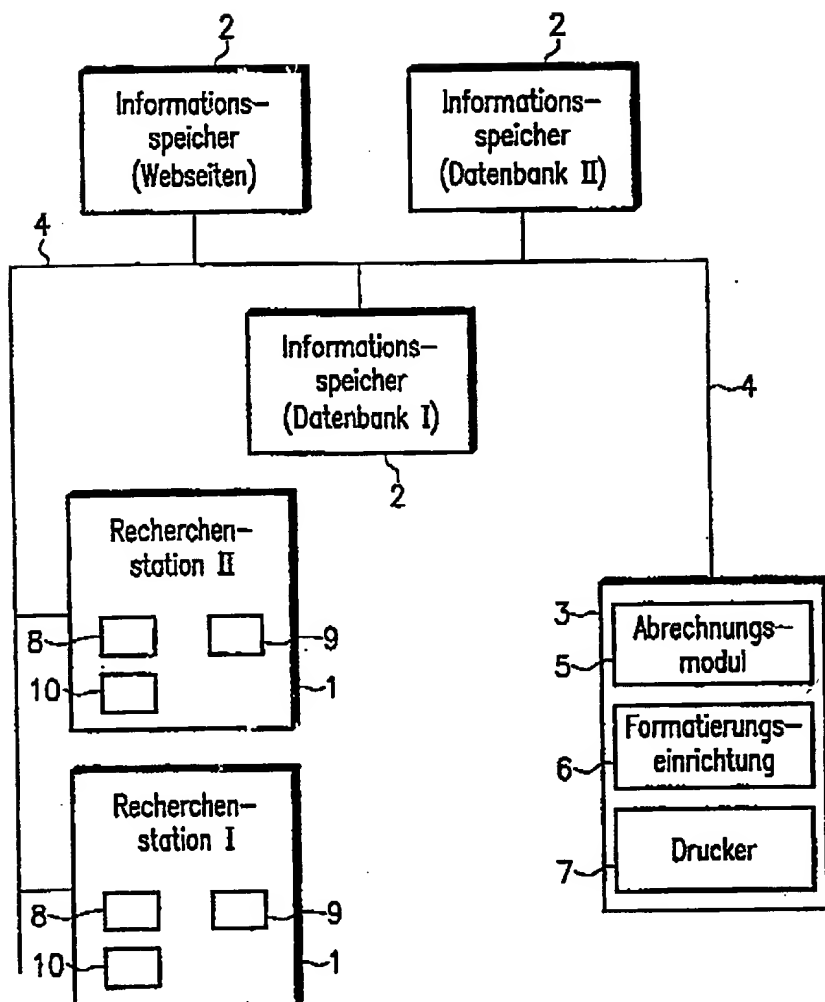 2
2
Informations-
speicher
(Webseiten)
Informations-
speicher
(Datenbank II)
4
Informations-
speicher
(Datenbank I)
4
2
Recherchen-
station II
8
9
10
1
3
Abrechnungs-
modul
5
Formatierungs-
einrichtung
6
Drucker
7
Recherchen-
station I
8
9
10
1